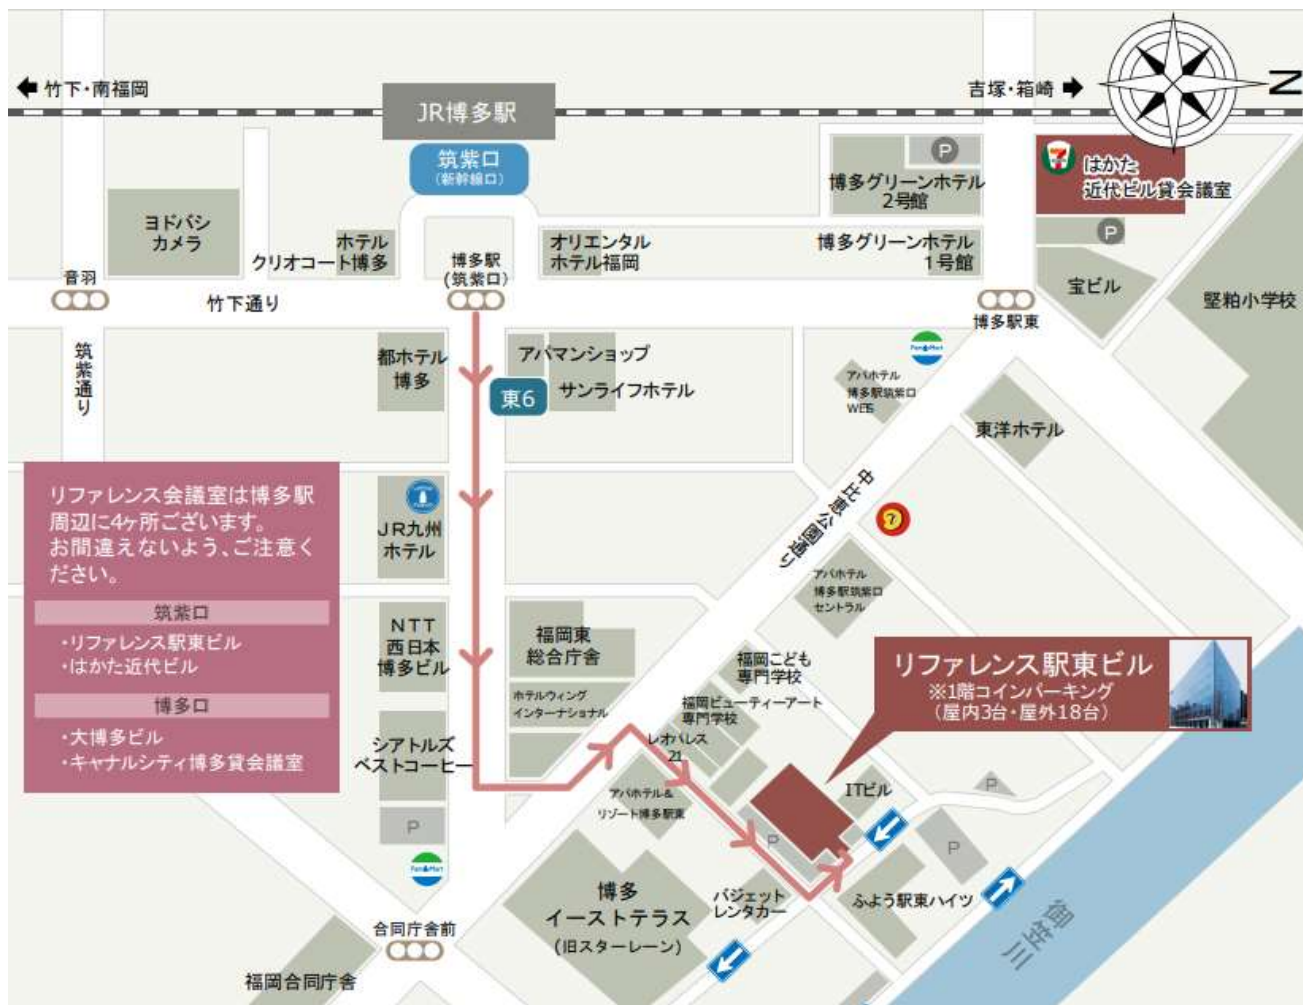 竹下・南福岡
JR博多駅
吉塚・箱崎
N
筑紫口
(新幹線口)
ヨドバシ
カメラ
ホテル
クリオコート博多
博多駅
(筑紫口)
オリエンタル
ホテル福岡
P
博多グリーンホテル
2号館
博多グリーンホテル
1号館
はかた
近代ビル貸会議室
P
宝ビル
堅粕小学校
音羽
竹下通り
博多駅東
筑紫通り
都ホテル
博多
アパマンショップ
サンライフホテル
東6
FamilyMart
アパホテル
博多駅筑紫口
WEST
東洋ホテル
中比恵公園通り
リファレンス会議室は博多駅
周辺に4ヶ所ございます。
お間違えないよう、ご注意く
ださい。
筑紫口
・リファレンス駅東ビル
・はかた近代ビル
博多口
・大博多ビル
・キャナルシティ博多貸会議室
JR九州
ホテル
アパホテル
博多駅筑紫口
セントラル
NTT
西日本
博多ビル
福岡東
総合庁舎
ホテルウィング
インターナショナル
福岡こども
専門学校
福岡ビューティーアート
専門学校
レオパレス
21
リファレンス駅東ビル
※1階コインパーキング
(屋内3台・屋外18台)
シアトルズ
ベストコーヒー
アパホテル&
リゾート博多駅東
ITビル
P
P
P
P
FamilyMart
博多
イーストテラス
(旧スターレーン)
バジェット
レンタカー
ふよう駅東ハイツ
御笠川
合同庁舎前
福岡合同庁舎